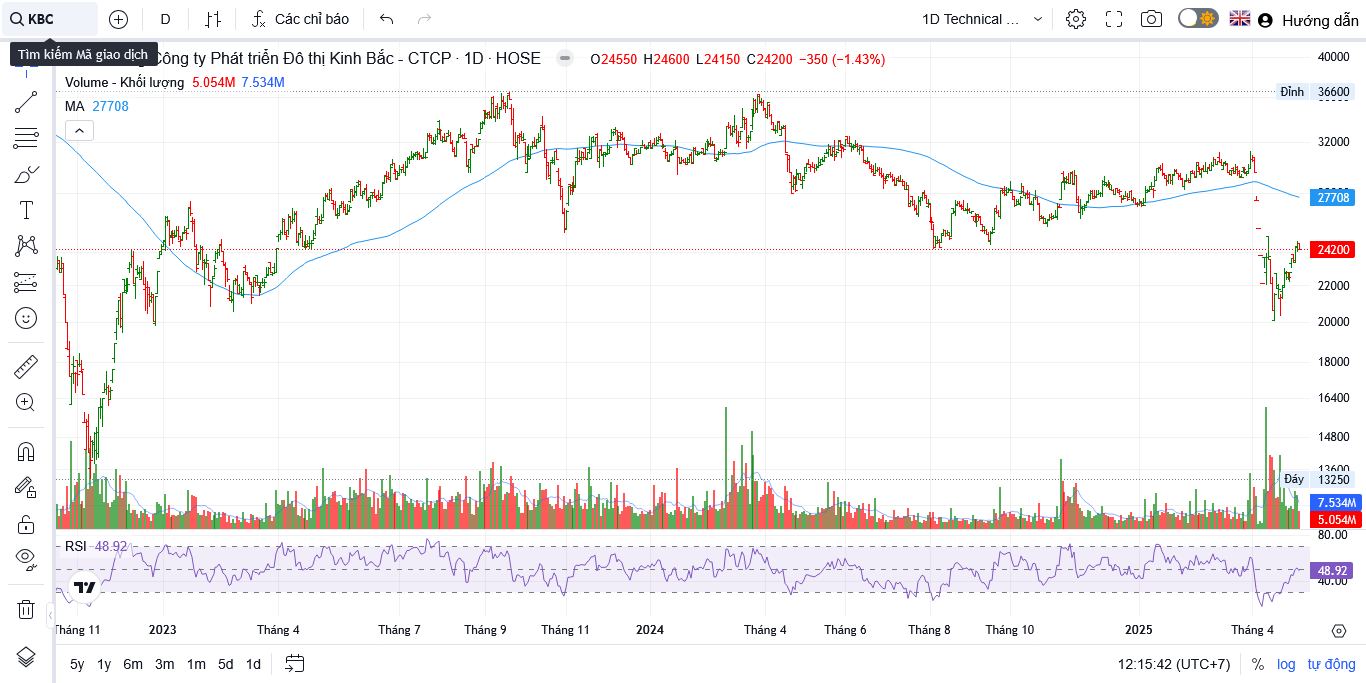 KBC
D
Các chỉ báo
1D Technical ...
Hướng dẫn
Tìm kiếm Mã giao dịch
Công ty Phát triển Đô thị Kinh Bắc - CTCP · 1D · HOSE
O24550 H24600 L24150 C24200 −350 (−1.43%)
Volume - Khối lượng 5.054M 7.534M
MA 27708
40000
Đỉnh 36600
32000
27708
24200
22000
20000
18000
16400
14800
13600
Đáy 13250
7.534M
5.054M
80.00
RSI 48.92
48.92
40.00
Tháng 11 2023 Tháng 4 Tháng 7 Tháng 9 Tháng 11 2024 Tháng 4 Tháng 6 Tháng 8 Tháng 10 2025 Tháng 4
5y 1y 6m 3m 1m 5d 1d
12:15:42 (UTC+7) % log tự động